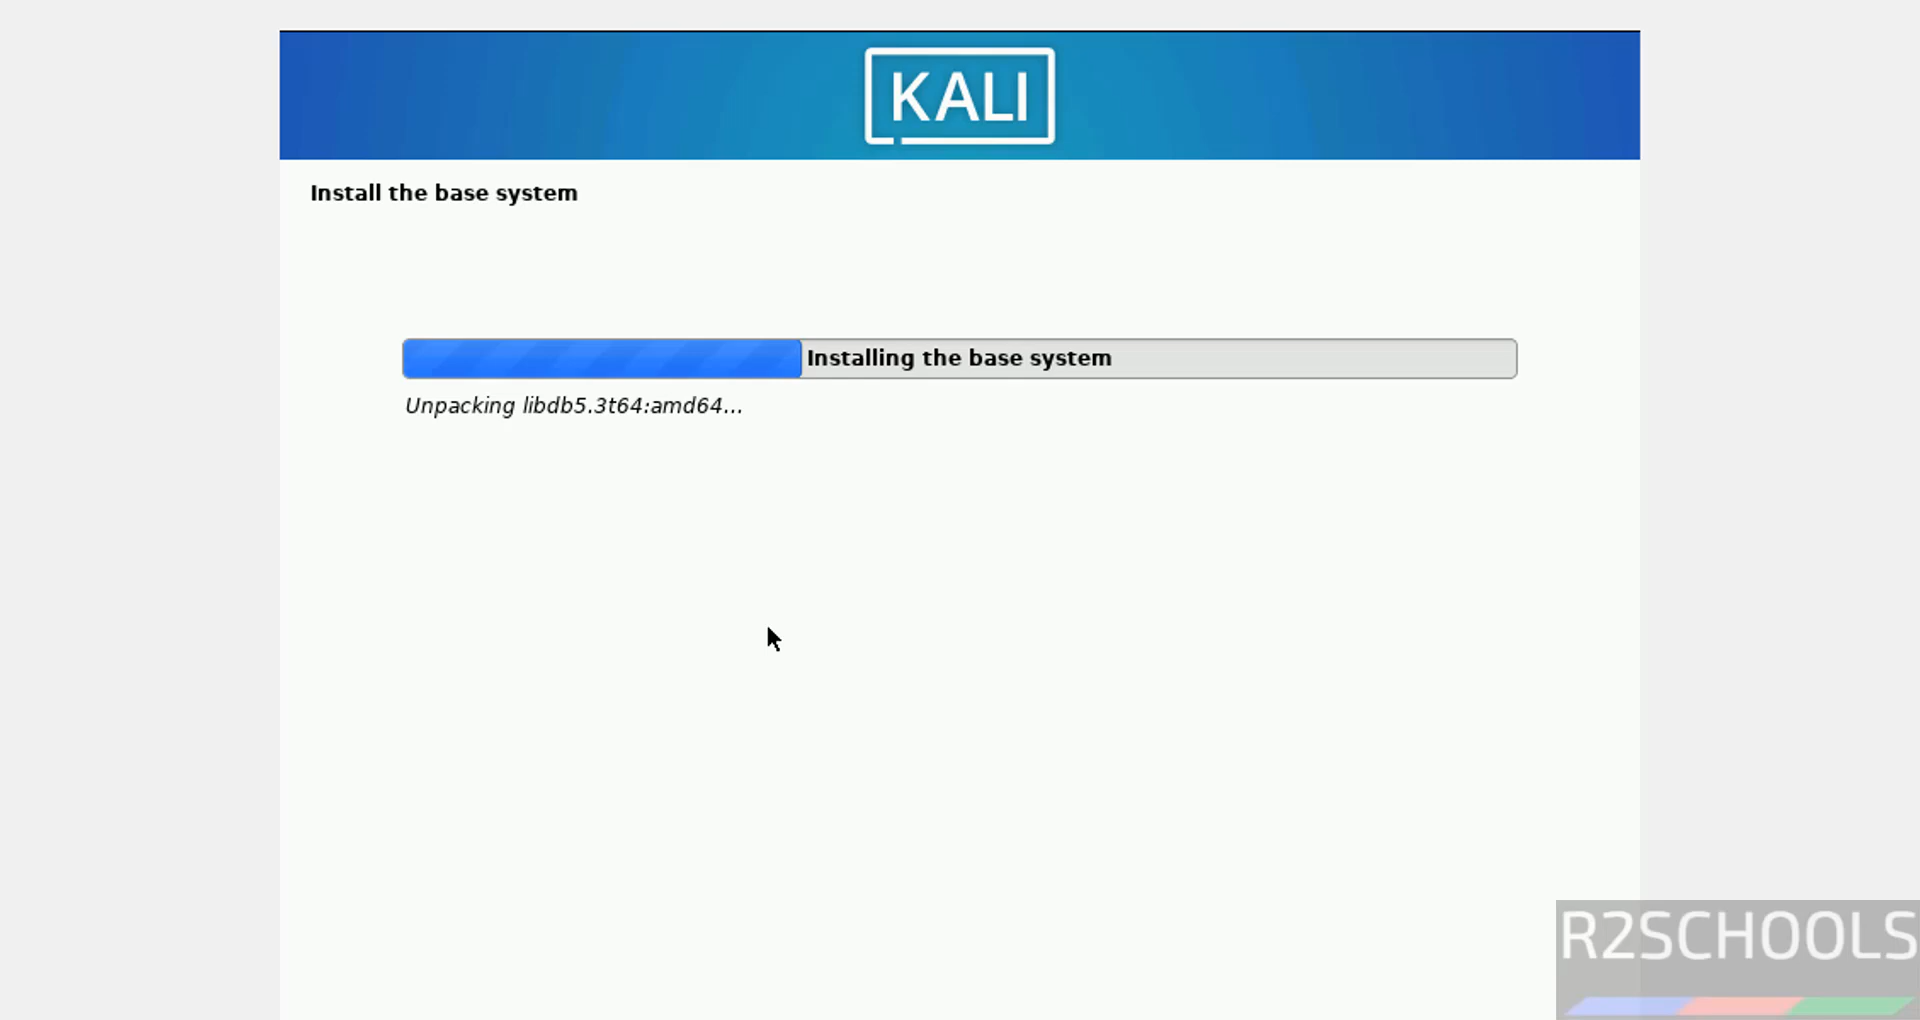 KALI
Install the base system
Installing the base system
Unpacking libdb5.3t64:amd64...
R2SCHOOLS